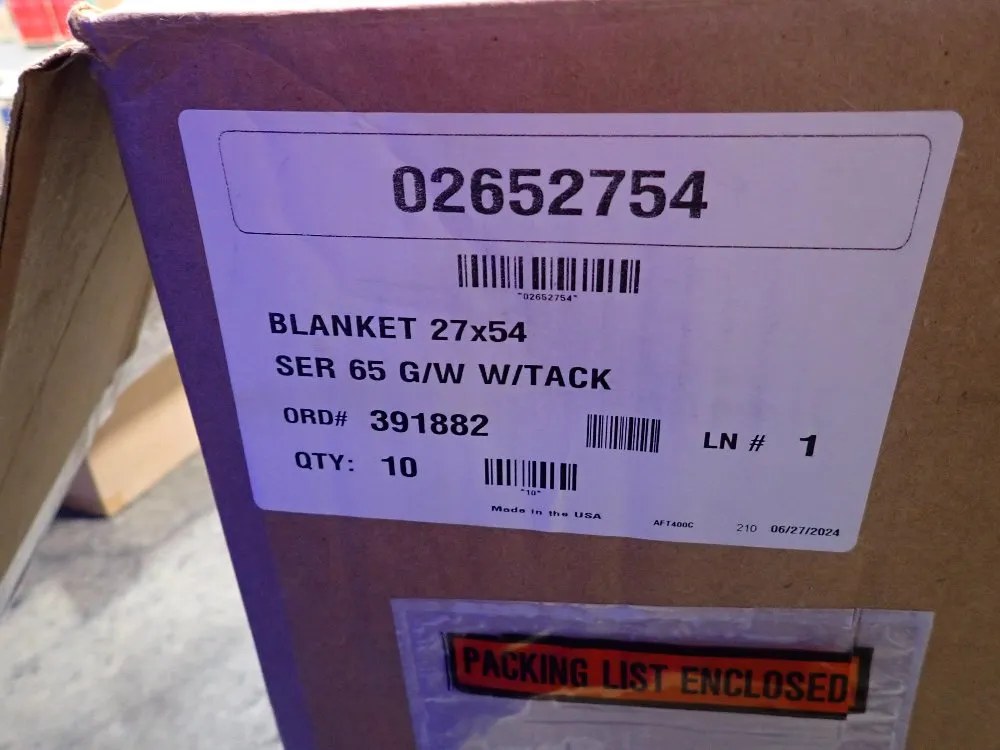 02652754
"02652754"
BLANKET 27x54
SER 65 G/W W/TACK
ORD# 391882
LN # 1
QTY: 10
"10"
Made in the USA
AFT400C 210 06/27/2024
PACKING LIST ENCLOSED